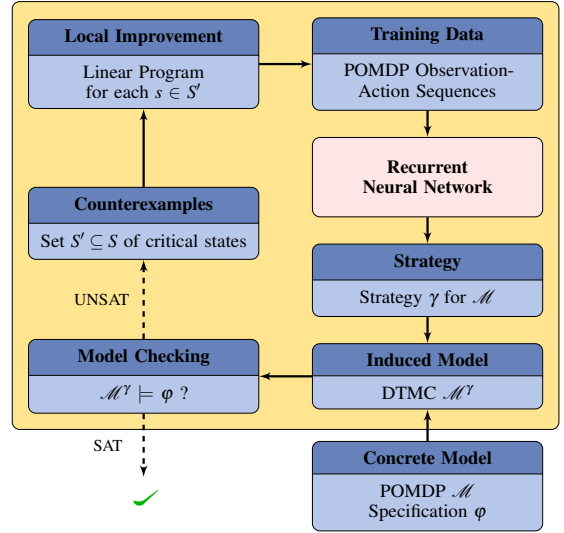 Local Improvement
Linear Program
for each s ∈ S′
Training Data
POMDP Observation-
Action Sequences
Recurrent
Neural Network
Counterexamples
Set S′ ⊆ S of critical states
Strategy
Strategy γ for ℳ
UNSAT
Model Checking
ℳ^γ ⊨ φ ?
Induced Model
DTMC ℳ^γ
SAT
Concrete Model
POMDP ℳ
Specification φ